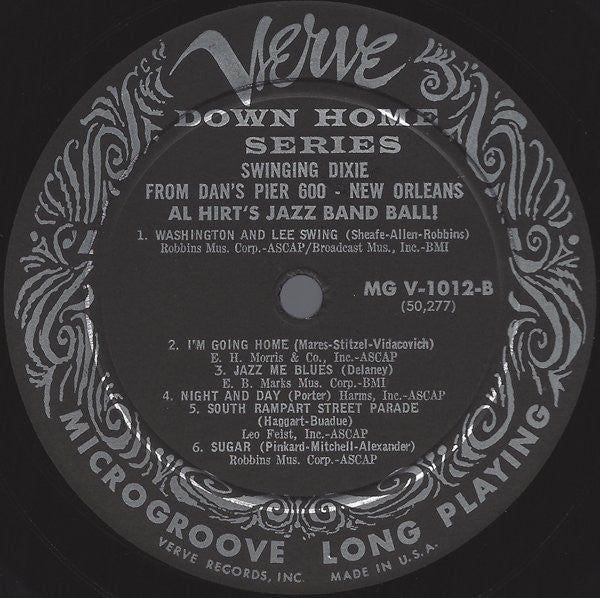 Verve
DOWN HOME
SERIES
SWINGING DIXIE
FROM DAN'S PIER 600 - NEW ORLEANS
AL HIRT'S JAZZ BAND BALL!
1. WASHINGTON AND LEE SWING (Sheafe-Allen-Robbins)
Robbins Mus. Corp.-ASCAP/Broadcast Mus., Inc.-BMI
MG V-1012-B
(50,277)
2. I'M GOING HOME (Mares-Stitzel-Vidacovich)
E. H. Morris & Co., Inc.-ASCAP
3. JAZZ ME BLUES (Delaney)
E. B. Marks Mus. Corp.-BMI
4. NIGHT AND DAY (Porter) Harms, Inc.-ASCAP
5. SOUTH RAMPART STREET PARADE
(Haggart-Buadue)
Leo Feist, Inc.-ASCAP
6. SUGAR (Pinkard-Mitchell-Alexander)
Robbins Mus. Corp.-ASCAP
MICROGROOVE LONG PLAYING
VERVE RECORDS, INC. MADE IN U.S.A.